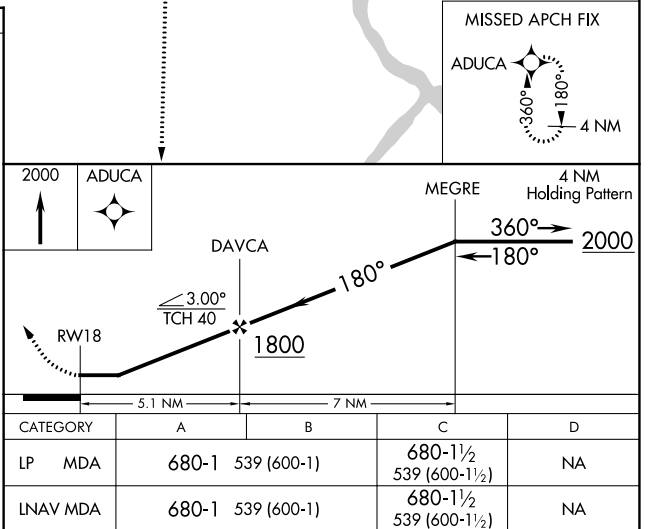 MISSED APCH FIX
ADUCA
360°
180°
4 NM
2000
ADUCA
MEGRE
4 NM
Holding Pattern
360°
2000
180°
DAVCA
180°
3.00°
TCH 40
RW18
1800
5.1 NM
7 NM
CATEGORY A B C D
LP MDA 680-1 539 (600-1) 680-1½ 539 (600-1½) NA
LNAV MDA 680-1 539 (600-1) 680-1½ 539 (600-1½) NA